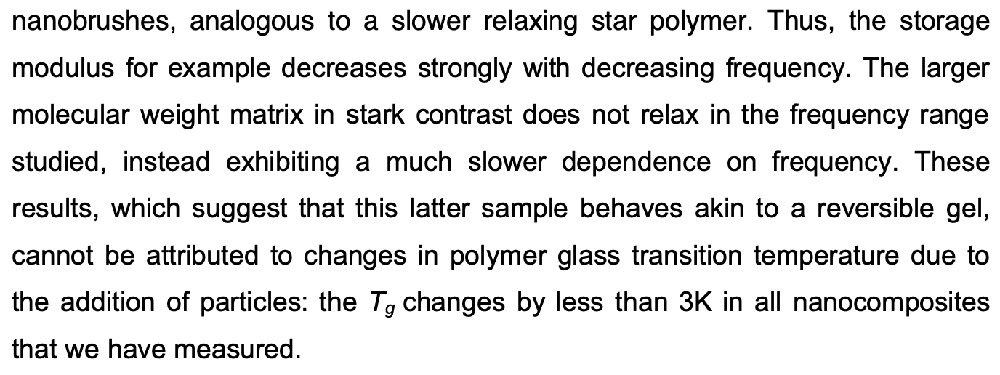 nanobrushes, analogous to a slower relaxing star polymer. Thus, the storage
modulus for example decreases strongly with decreasing frequency. The larger
molecular weight matrix in stark contrast does not relax in the frequency range
studied, instead exhibiting a much slower dependence on frequency. These
results, which suggest that this latter sample behaves akin to a reversible gel,
cannot be attributed to changes in polymer glass transition temperature due to
the addition of particles: the Tg changes by less than 3K in all nanocomposites
that we have measured.